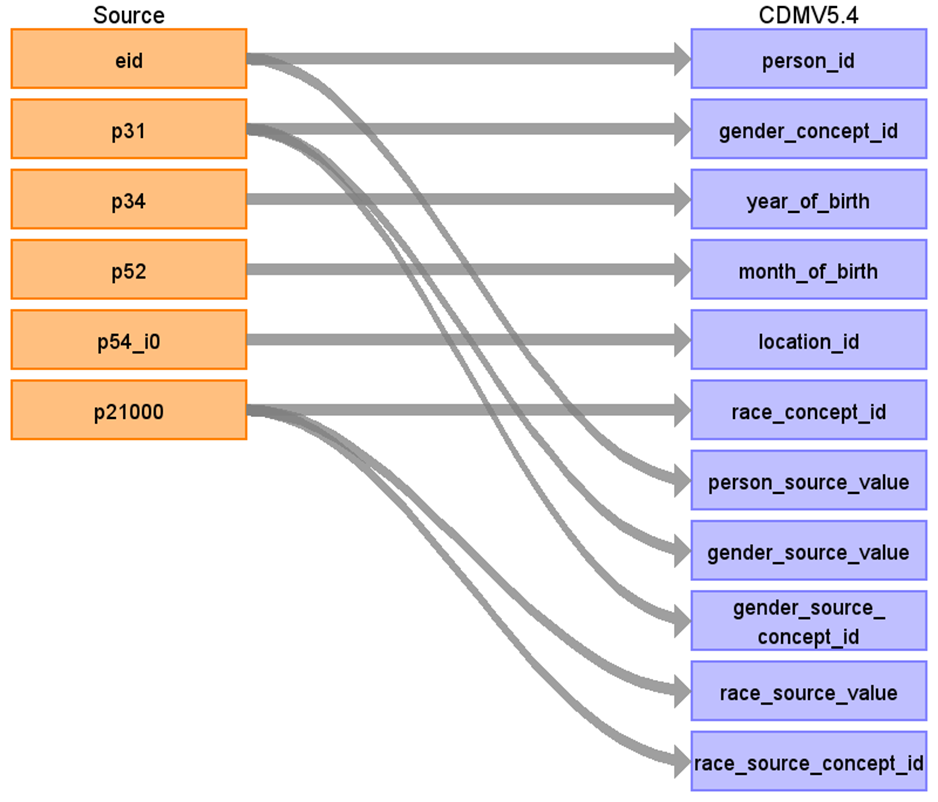 Source
CDMV5.4
eid
person_id
p31
gender_concept_id
p34
year_of_birth
p52
month_of_birth
p54_i0
location_id
p21000
race_concept_id
person_source_value
gender_source_value
gender_source_
concept_id
race_source_value
race_source_concept_id